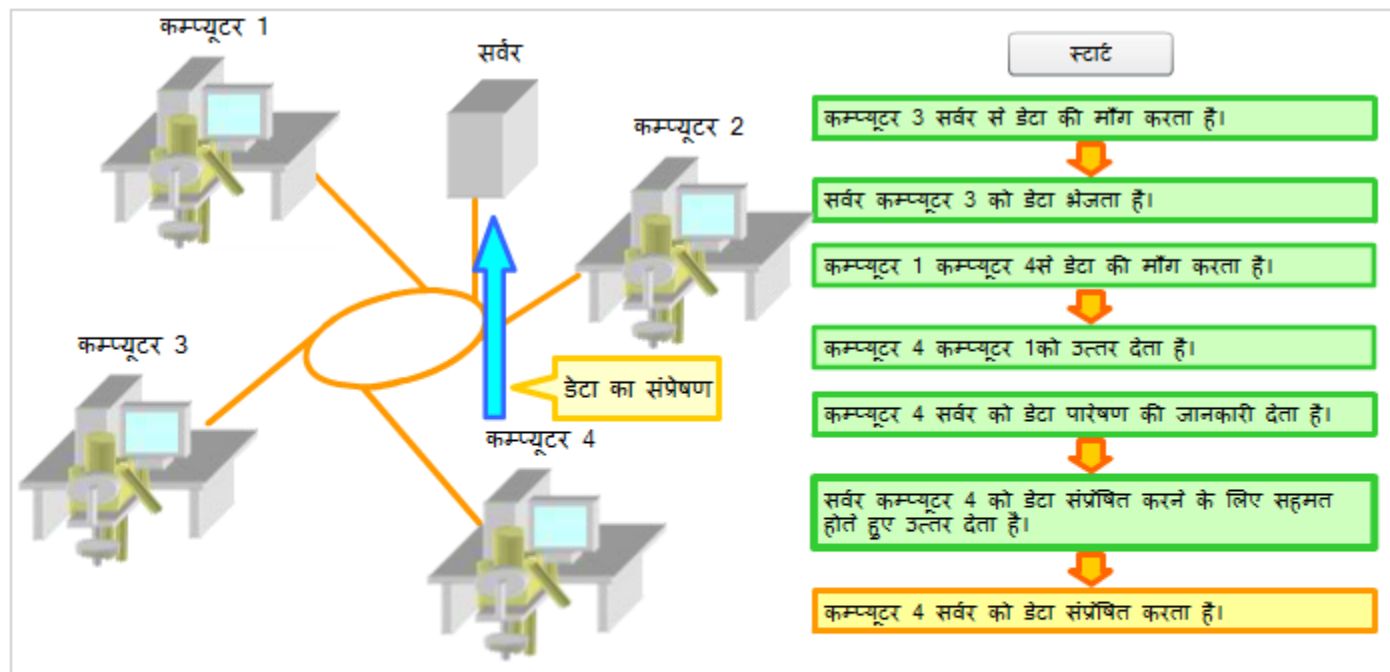 कम्प्यूटर 1
सर्वर
कम्प्यूटर 2
कम्प्यूटर 3
डेटा का संप्रेषण
कम्प्यूटर 4
स्टार्ट
कम्प्यूटर 3 सर्वर से डेटा की माँग करता है।
सर्वर कम्प्यूटर 3 को डेटा भेजता है।
कम्प्यूटर 1 कम्प्यूटर 4से डेटा की माँग करता है।
कम्प्यूटर 4 कम्प्यूटर 1को उत्तर देता है।
कम्प्यूटर 4 सर्वर को डेटा पारेषण की जानकारी देता है।
सर्वर कम्प्यूटर 4 को डेटा संप्रेषित करने के लिए सहमत
होते हुए उत्तर देता है।
कम्प्यूटर 4 सर्वर को डेटा संप्रेषित करता है।